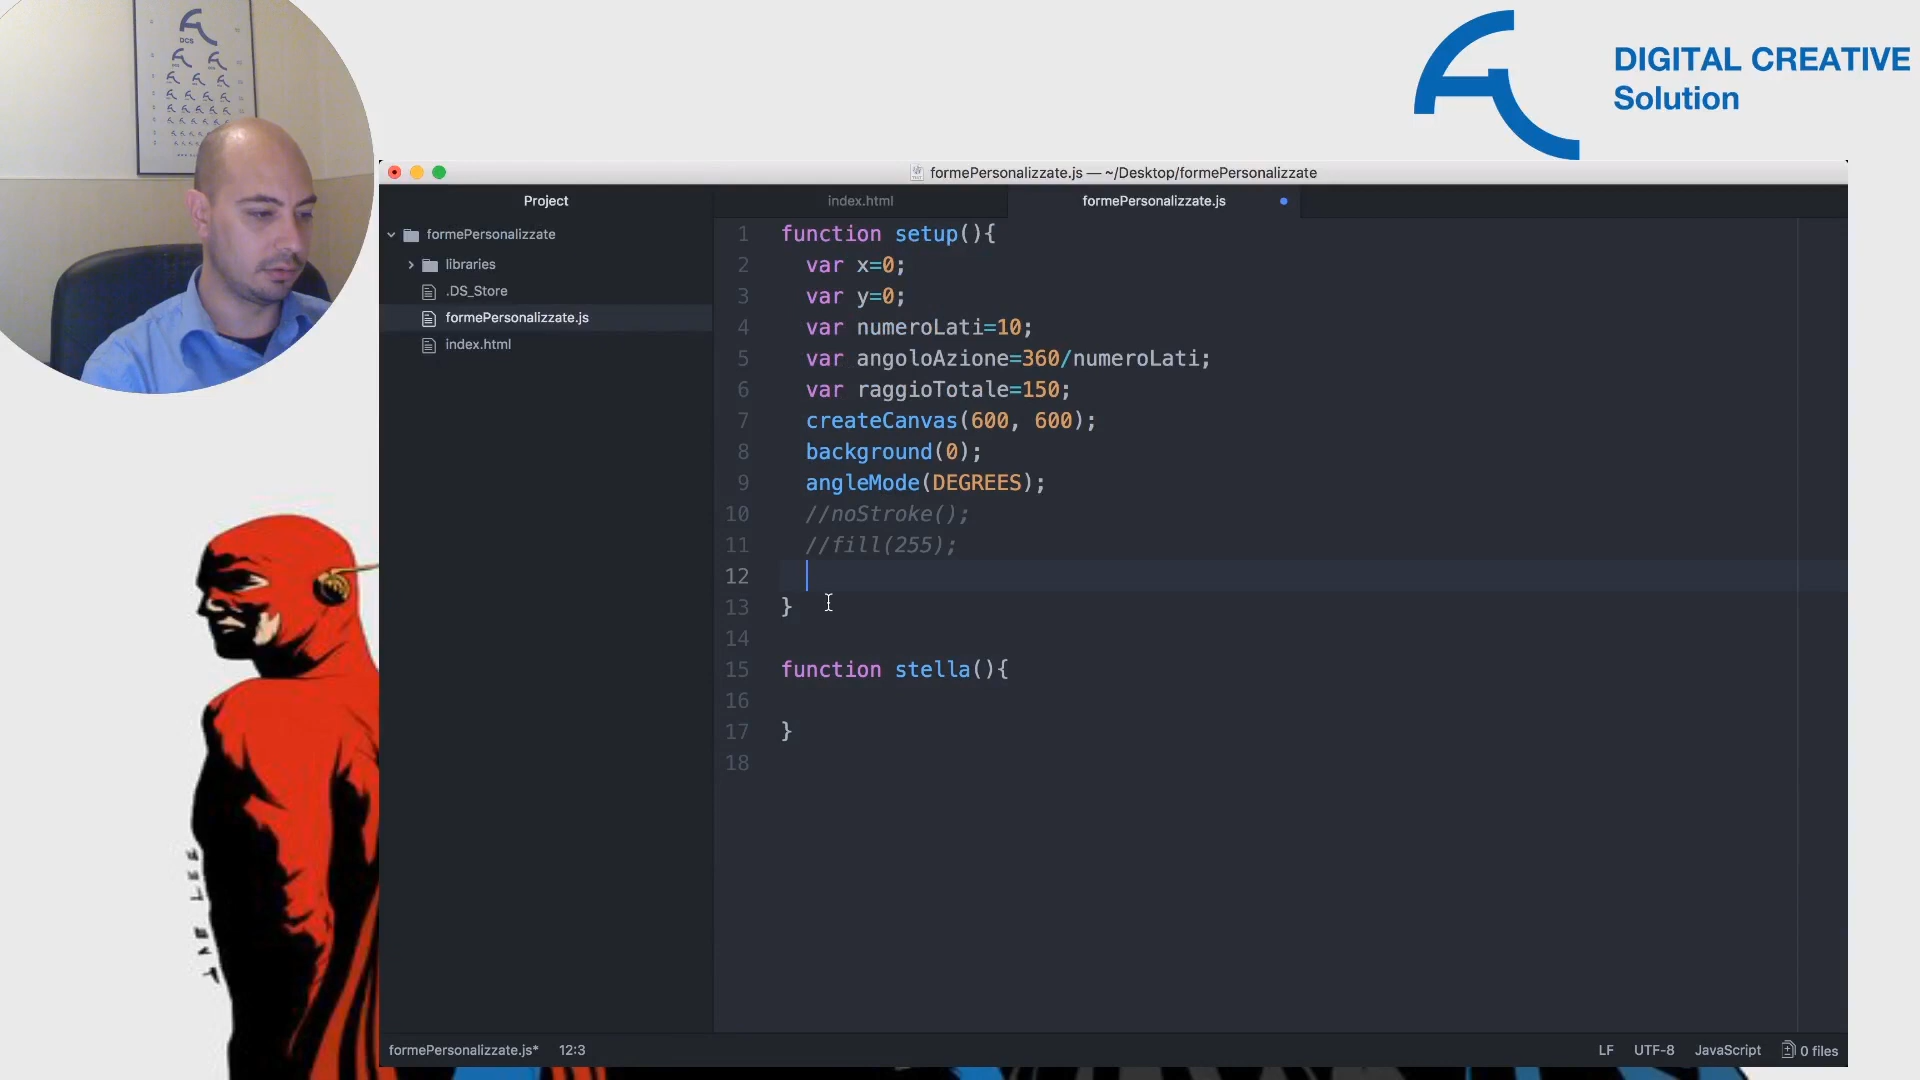 DCS
DIGITAL CREATIVE
Solution
formePersonalizzate.js — ~/Desktop/formePersonalizzate
Project
index.html
formePersonalizzate.js
formePersonalizzate
libraries
.DS_Store
formePersonalizzate.js
index.html
1 function setup(){
2 var x=0;
3 var y=0;
4 var numeroLati=10;
5 var angoloAzione=360/numeroLati;
6 var raggioTotale=150;
7 createCanvas(600, 600);
8 background(0);
9 angleMode(DEGREES);
10 //noStroke();
11 //fill(255);
12
13 }
14
15 function stella(){
16
17 }
18
formePersonalizzate.js* 12:3
LF UTF-8 JavaScript 0 files